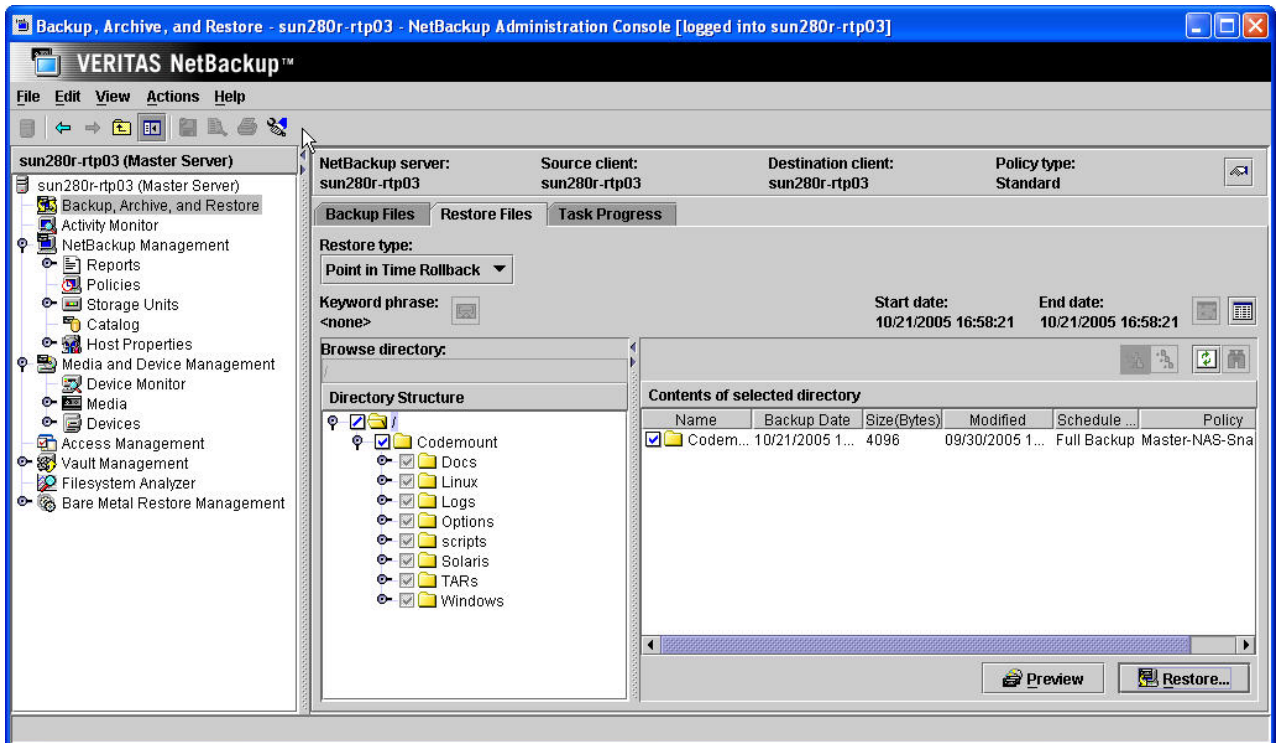 Backup, Archive, and Restore - sun280r-rtp03 - NetBackup Administration Console [logged into sun280r-rtp03]
VERITAS NetBackup™
File Edit View Actions Help
sun280r-rtp03 (Master Server)
sun280r-rtp03 (Master Server)
Backup, Archive, and Restore
Activity Monitor
NetBackup Management
Reports
Policies
Storage Units
Catalog
Host Properties
Media and Device Management
Device Monitor
Media
Devices
Access Management
Vault Management
Filesystem Analyzer
Bare Metal Restore Management
NetBackup server: Source client: Destination client: Policy type:
sun280r-rtp03 sun280r-rtp03 sun280r-rtp03 Standard
Backup Files Restore Files Task Progress
Restore type:
Point in Time Rollback
Keyword phrase: Start date: End date:
<none> 10/21/2005 16:58:21 10/21/2005 16:58:21
Browse directory:
/
Directory Structure
/
Codemount
Docs
Linux
Logs
Options
scripts
Solaris
TARs
Windows
Contents of selected directory
Name Backup Date Size(Bytes) Modified Schedule ... Policy
Codem... 10/21/2005 1... 4096 09/30/2005 1... Full Backup Master-NAS-Sna
Preview Restore...